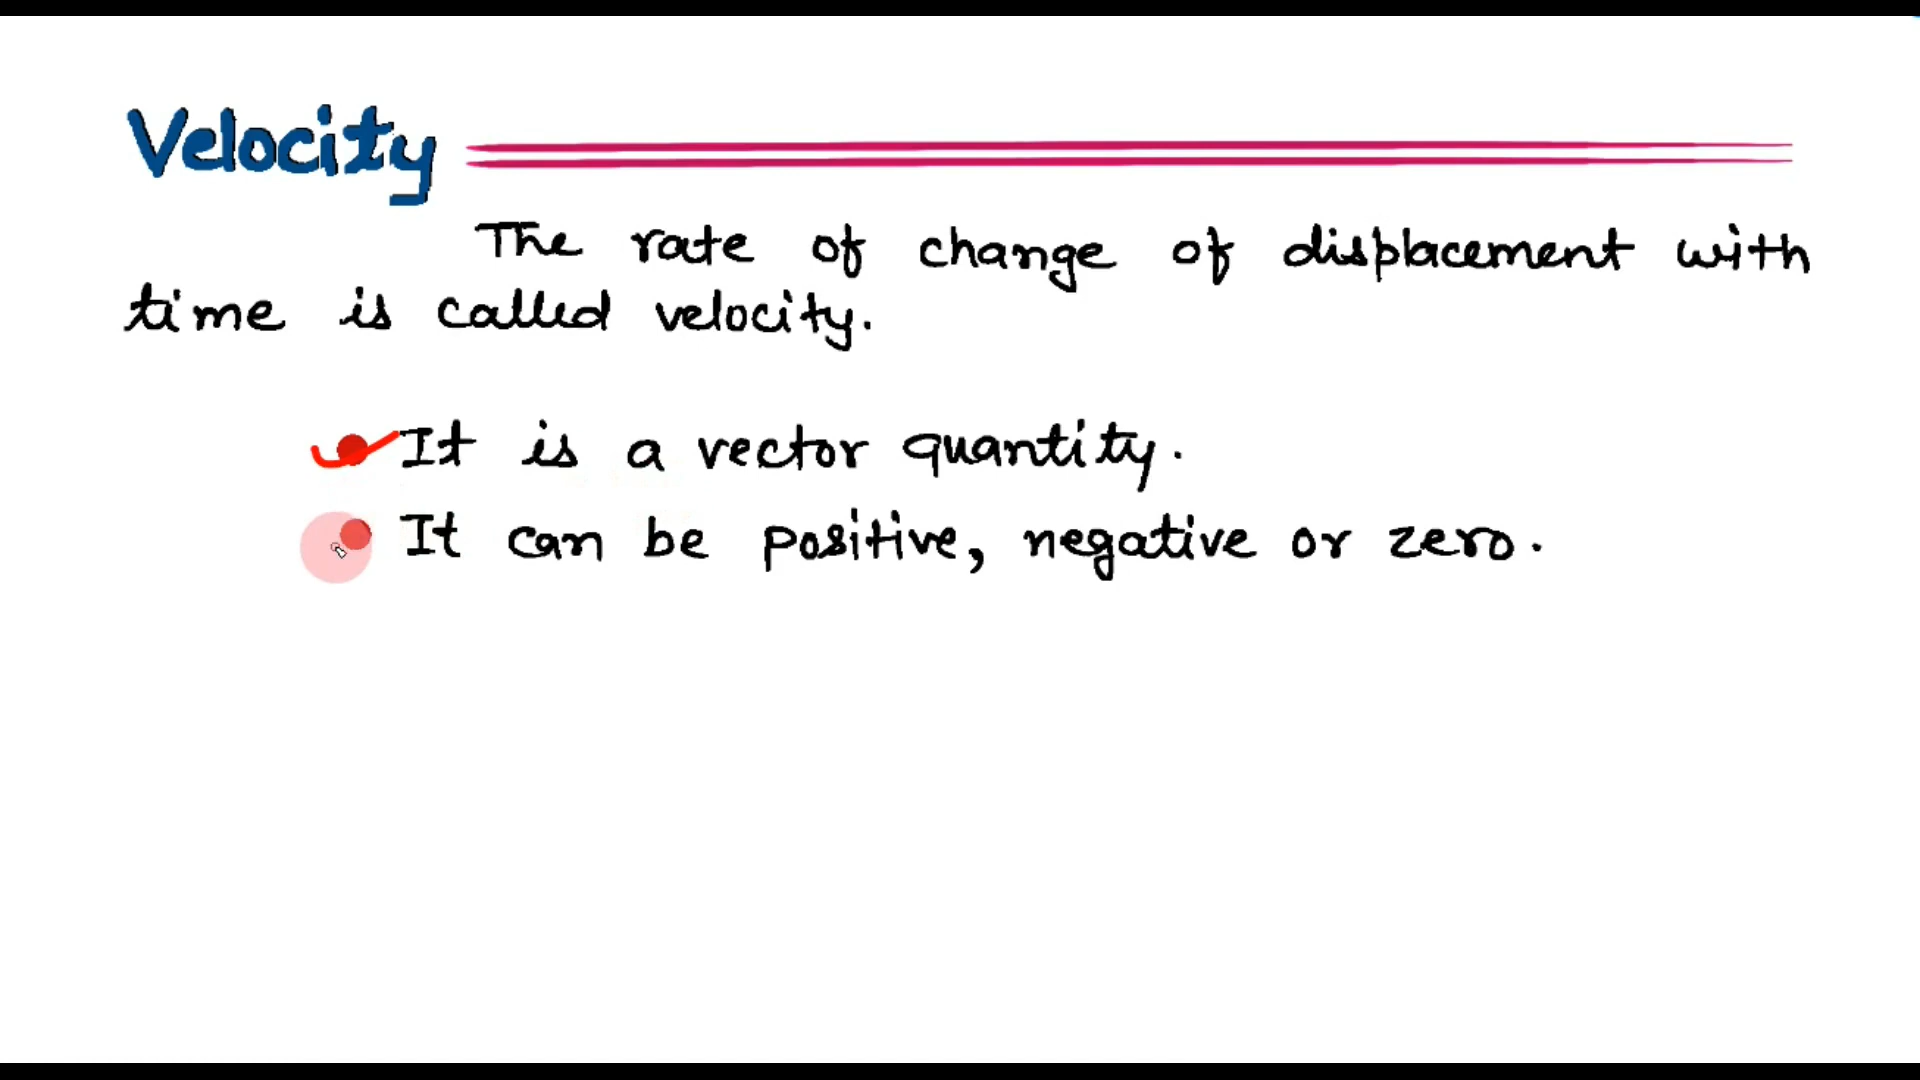 Velocity
The rate of change of displacement with
time is called velocity.
It is a vector quantity.
It can be positive, negative or zero.